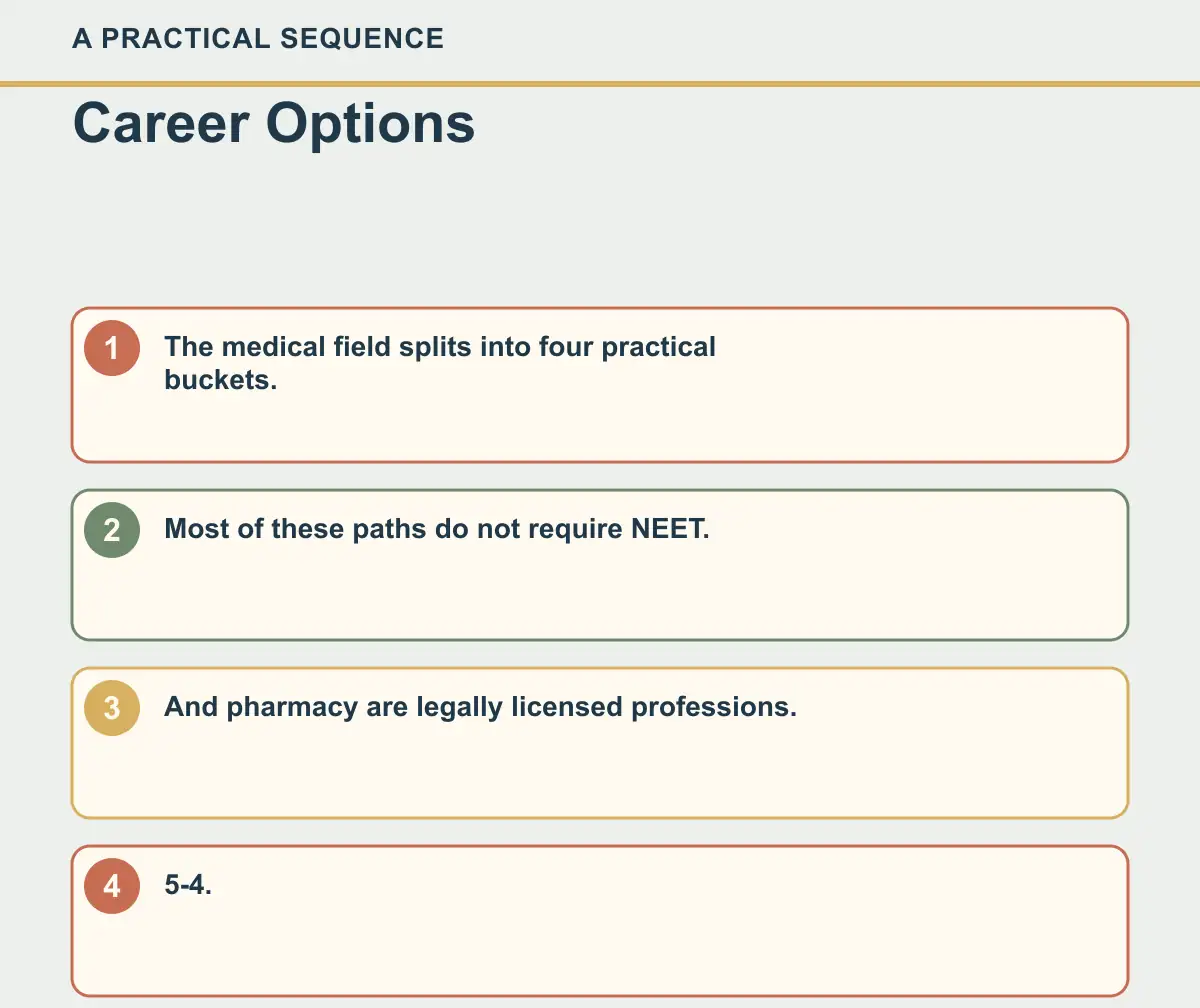 A PRACTICAL SEQUENCE
Career Options
1
The medical field splits into four practical
buckets.
2
Most of these paths do not require NEET.
3
And pharmacy are legally licensed professions.
4
5-4.